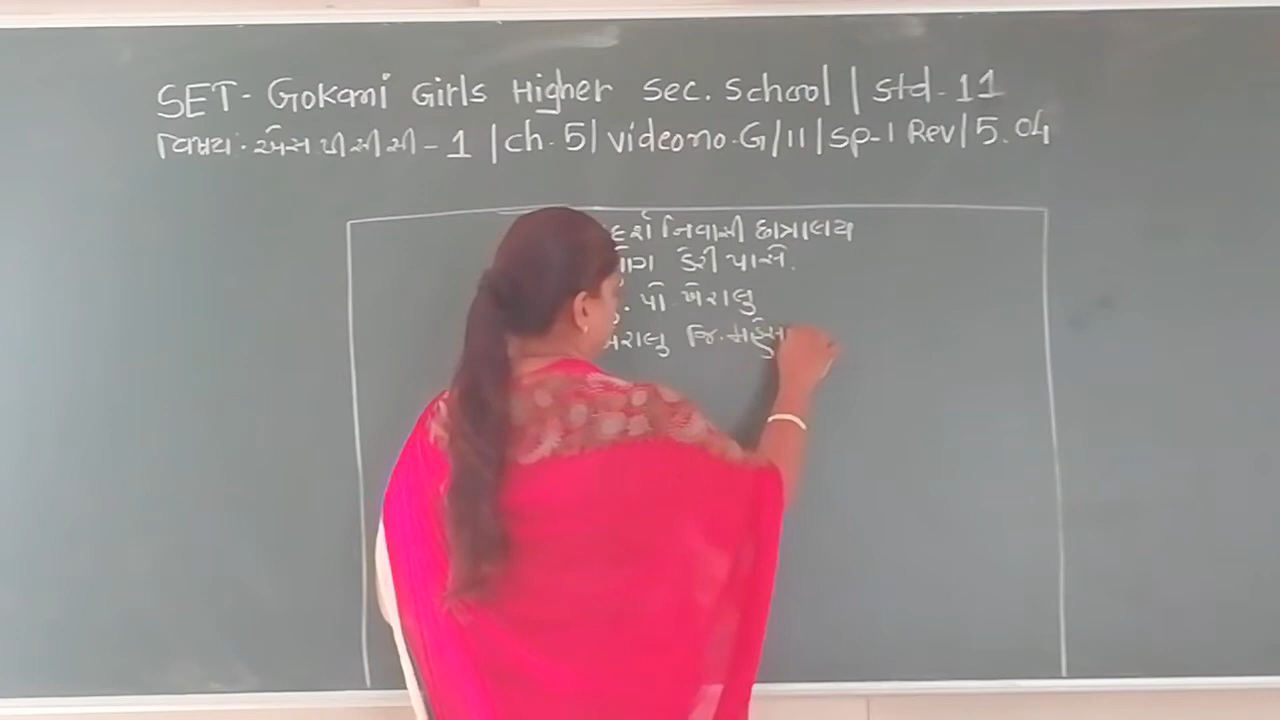 SET - Gokani Girls Higher Sec. School | Std - 11
વિષય - એસ પી સી સી - 1 | ch. 5 | video no. G/11 | sp-1 Rev | 5.04
નિવાસી છાત્રાલય
ડેરી પાસે.
પો ખેરાલુ
જિ.